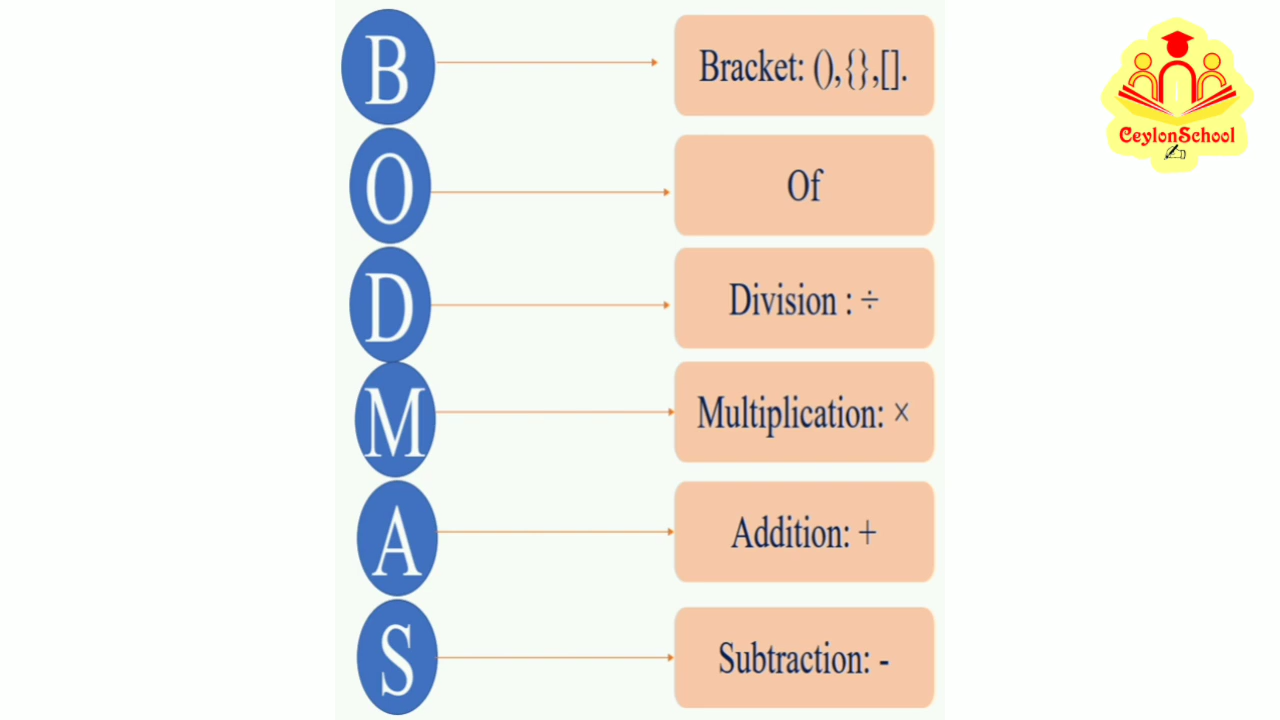 B
Bracket: (),{},[].
O
Of
D
Division : ÷
M
Multiplication: ×
A
Addition: +
S
Subtraction: -
CeylonSchool